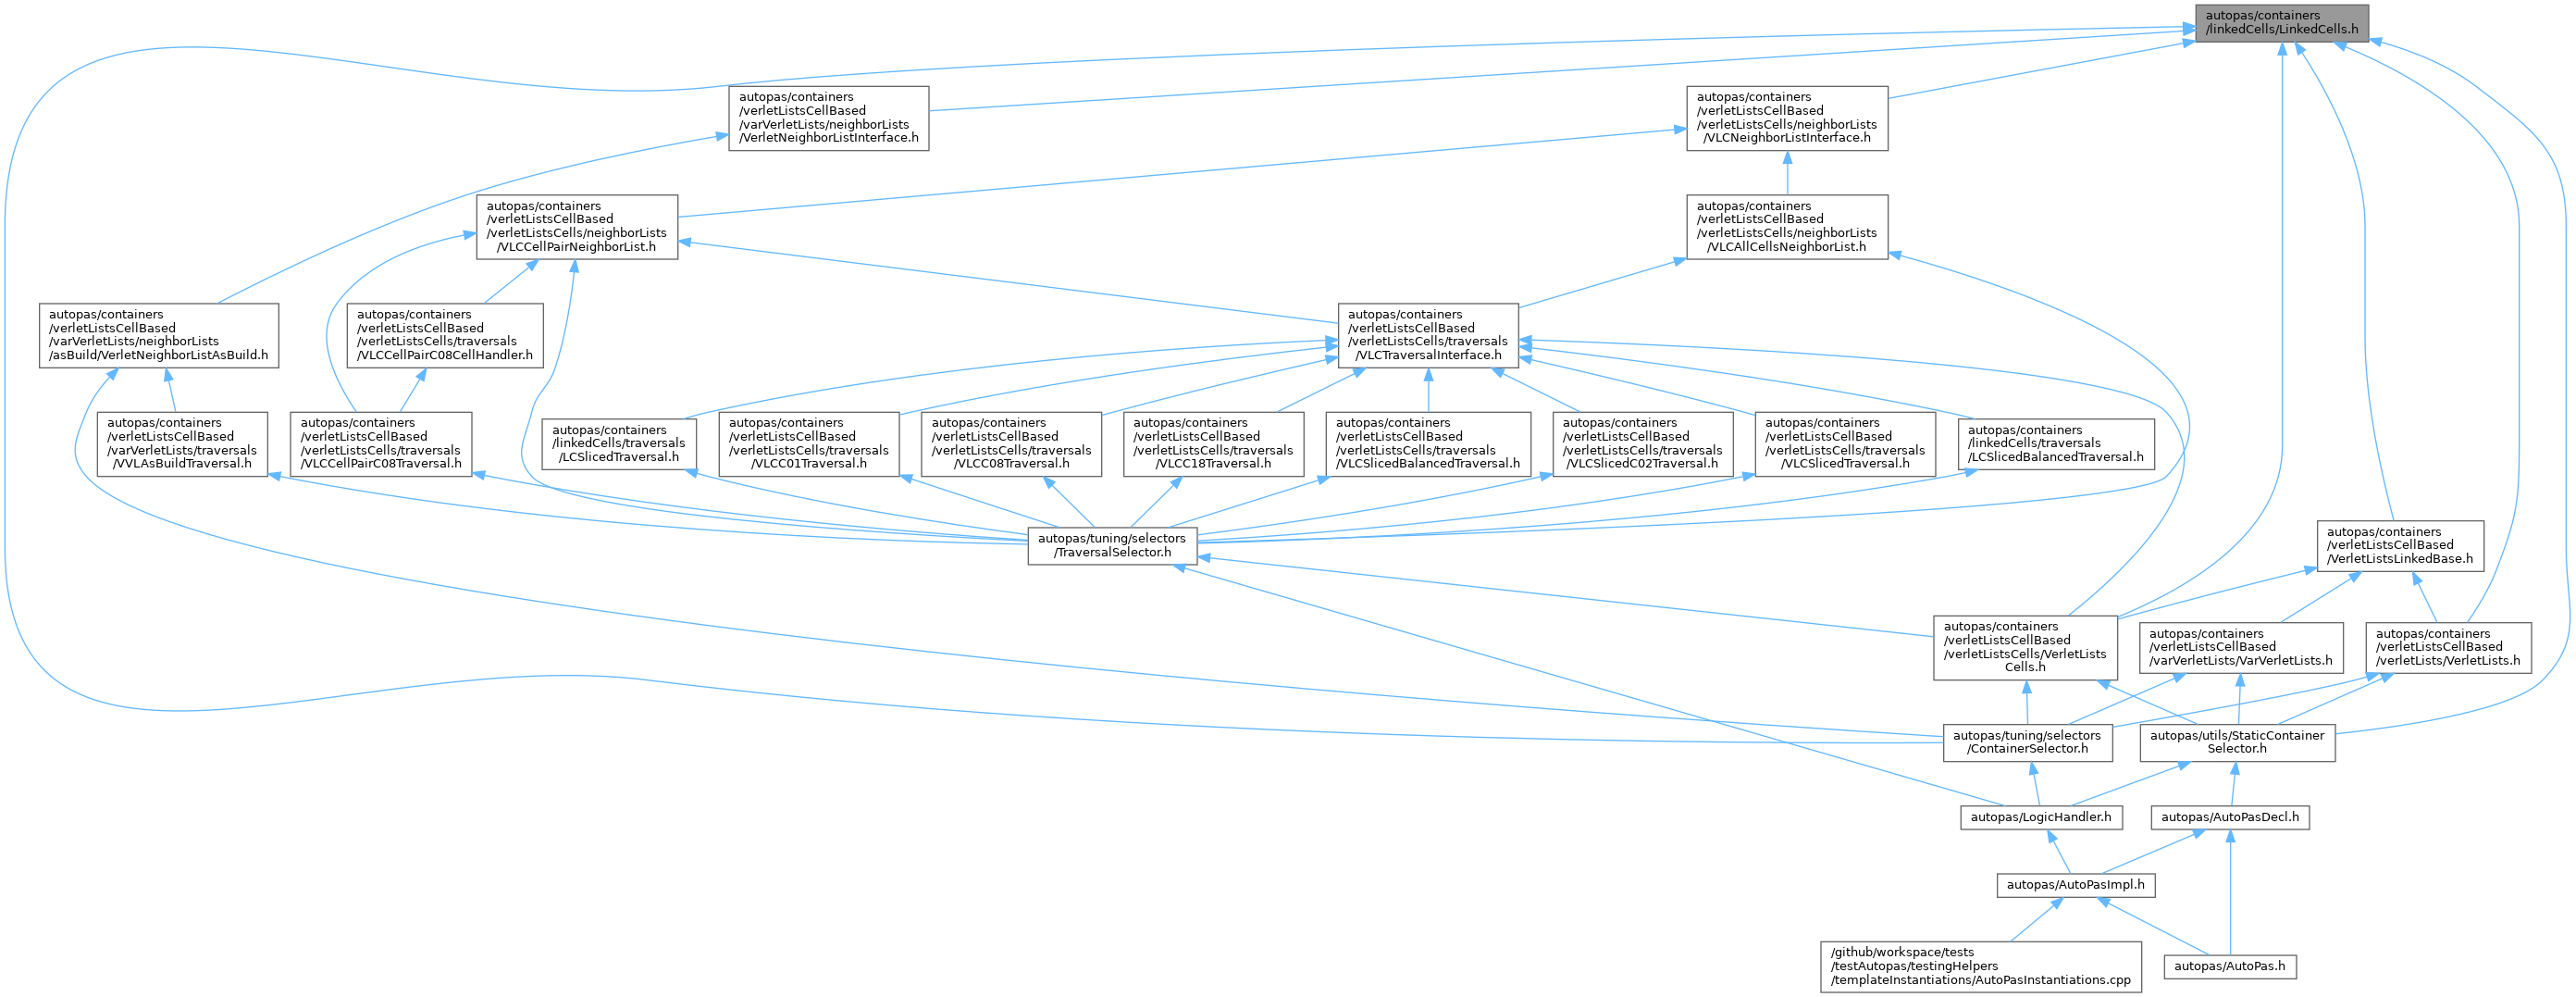 autopas/containers
/linkedCells/LinkedCells.h
autopas/containers
/verletListsCellBased
/varVerletLists/neighborLists
/VerletNeighborListInterface.h
autopas/containers
/verletListsCellBased
/verletListsCells/neighborLists
/VLCNeighborListInterface.h
autopas/containers
/verletListsCellBased
/verletListsCells/neighborLists
/VLCCellPairNeighborList.h
autopas/containers
/verletListsCellBased
/verletListsCells/neighborLists
/VLCAllCellsNeighborList.h
autopas/containers
/verletListsCellBased
/varVerletLists/neighborLists
/asBuild/VerletNeighborListAsBuild.h
autopas/containers
/verletListsCellBased
/verletListsCells/traversals
/VLCCellPairC08CellHandler.h
autopas/containers
/verletListsCellBased
/verletListsCells/traversals
/VLCTraversalInterface.h
autopas/containers
/verletListsCellBased
/varVerletLists/traversals
/VVLAsBuildTraversal.h
autopas/containers
/verletListsCellBased
/verletListsCells/traversals
/VLCCellPairC08Traversal.h
autopas/containers
/linkedCells/traversals
/LCSlicedTraversal.h
autopas/containers
/verletListsCellBased
/verletListsCells/traversals
/VLCC01Traversal.h
autopas/containers
/verletListsCellBased
/verletListsCells/traversals
/VLCC08Traversal.h
autopas/containers
/verletListsCellBased
/verletListsCells/traversals
/VLCC18Traversal.h
autopas/containers
/verletListsCellBased
/verletListsCells/traversals
/VLCSlicedBalancedTraversal.h
autopas/containers
/verletListsCellBased
/verletListsCells/traversals
/VLCSlicedC02Traversal.h
autopas/containers
/verletListsCellBased
/verletListsCells/traversals
/VLCSlicedTraversal.h
autopas/containers
/linkedCells/traversals
/LCSlicedBalancedTraversal.h
autopas/tuning/selectors
/TraversalSelector.h
autopas/containers
/verletListsCellBased
/VerletListsLinkedBase.h
autopas/containers
/verletListsCellBased
/verletListsCells/VerletLists
Cells.h
autopas/containers
/verletListsCellBased
/varVerletLists/VarVerletLists.h
autopas/containers
/verletListsCellBased
/verletLists/VerletLists.h
autopas/tuning/selectors
/ContainerSelector.h
autopas/utils/StaticContainer
Selector.h
autopas/LogicHandler.h
autopas/AutoPasDecl.h
autopas/AutoPasImpl.h
/github/workspace/tests
/testAutopas/testingHelpers
/templateInstantiations/AutoPasInstantiations.cpp
autopas/AutoPas.h